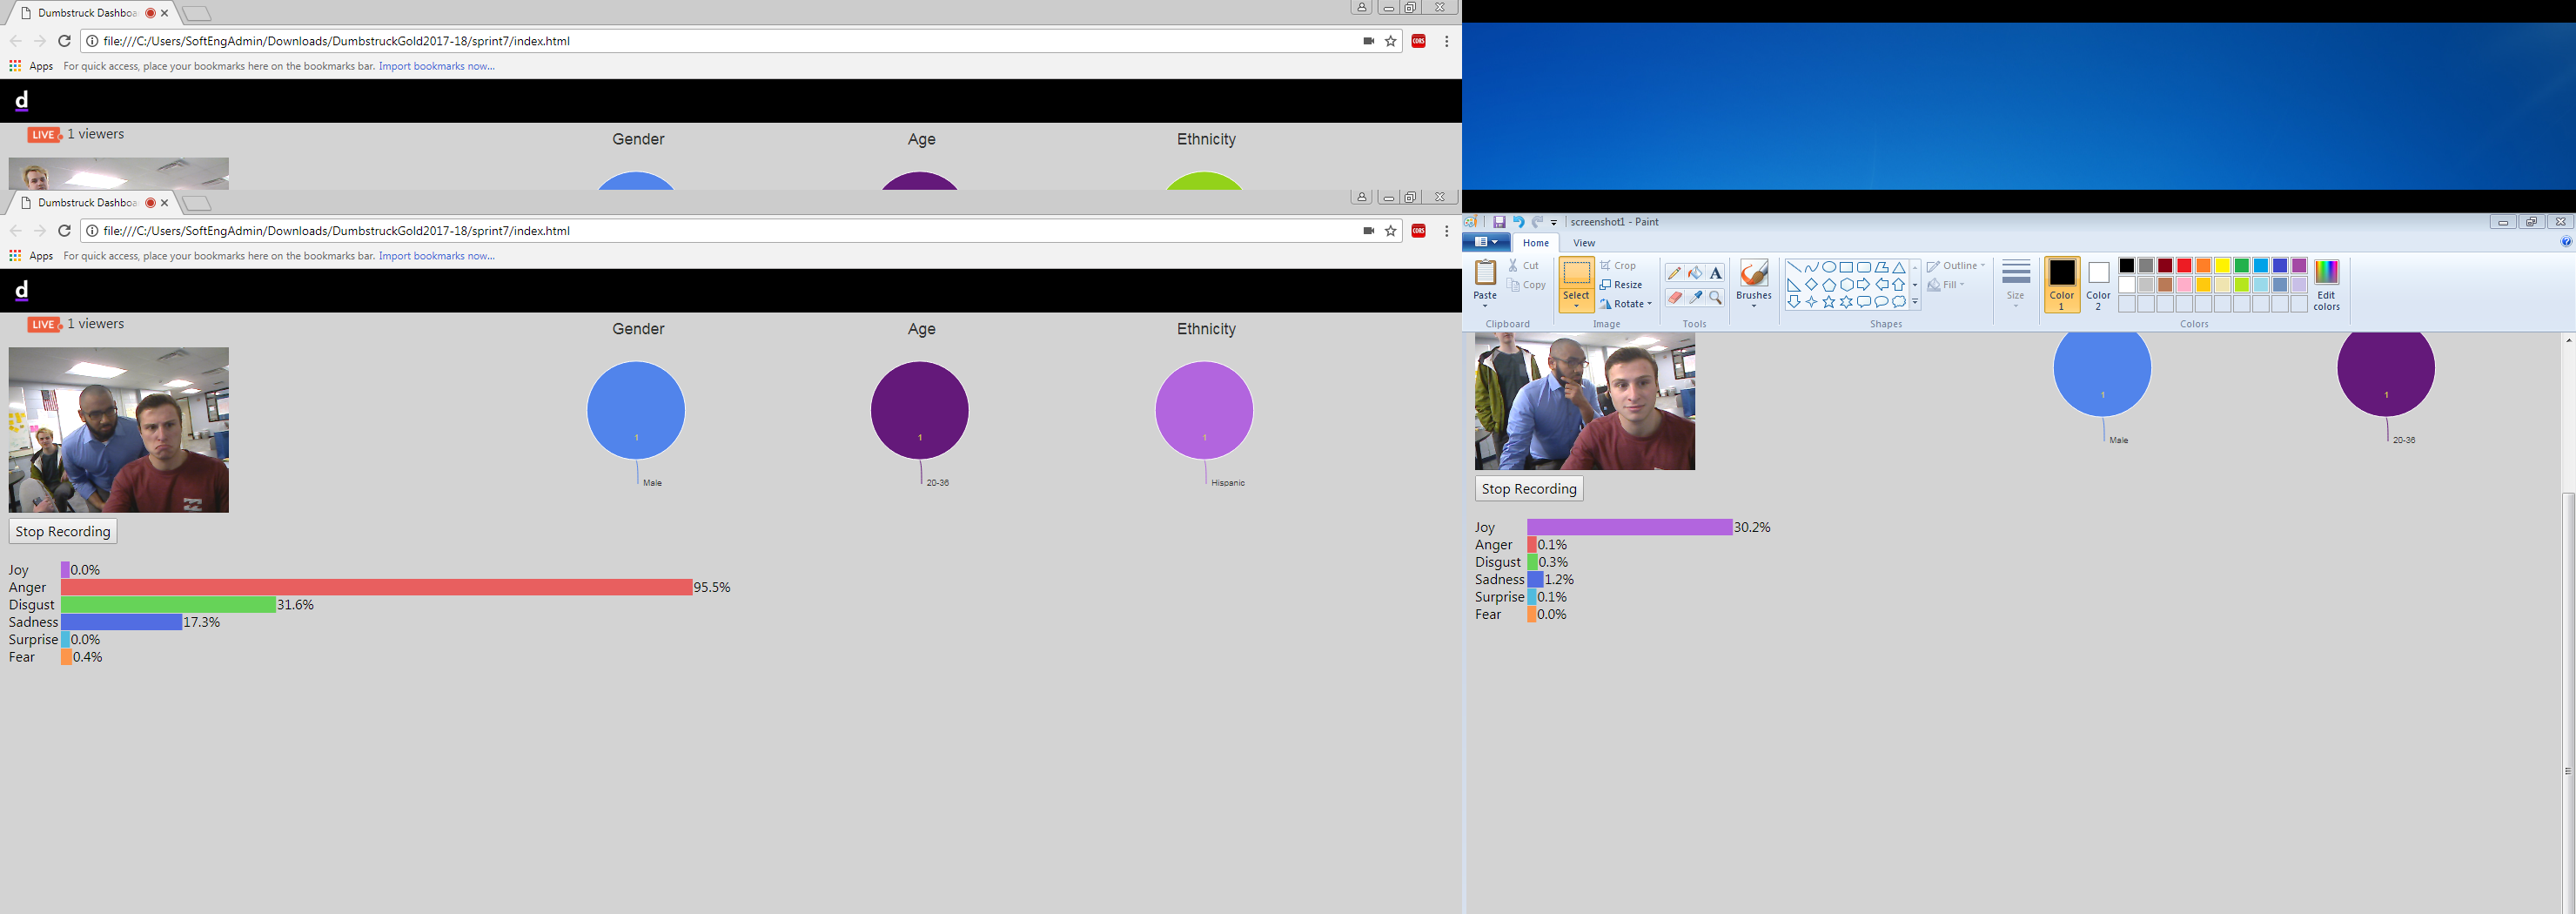 Dumbstruck Dashboa
file:///C:/Users/SoftEngAdmin/Downloads/DumbstruckGold2017-18/sprint7/index.html
CORS
Apps For quick access, place your bookmarks here on the bookmarks bar. Import bookmarks now...
d
LIVE 1 viewers
Gender Age Ethnicity
Dumbstruck Dashboa
file:///C:/Users/SoftEngAdmin/Downloads/DumbstruckGold2017-18/sprint7/index.html
CORS
Apps For quick access, place your bookmarks here on the bookmarks bar. Import bookmarks now...
d
LIVE 1 viewers
Gender Age Ethnicity
1 1 1
Male 20-36 Hispanic
Stop Recording
Joy 0.0%
Anger 95.5%
Disgust 31.6%
Sadness 17.3%
Surprise 0.0%
Fear 0.4%
screenshot1 - Paint
Home View
Paste Cut Copy
Clipboard
Select Crop Resize Rotate
Image
A
Tools
Brushes
Outline Fill
Shapes
Size
Color 1
Color 2
Edit colors
Colors
1 1
Male 20-36
Stop Recording
Joy 30.2%
Anger 0.1%
Disgust 0.3%
Sadness 1.2%
Surprise 0.1%
Fear 0.0%